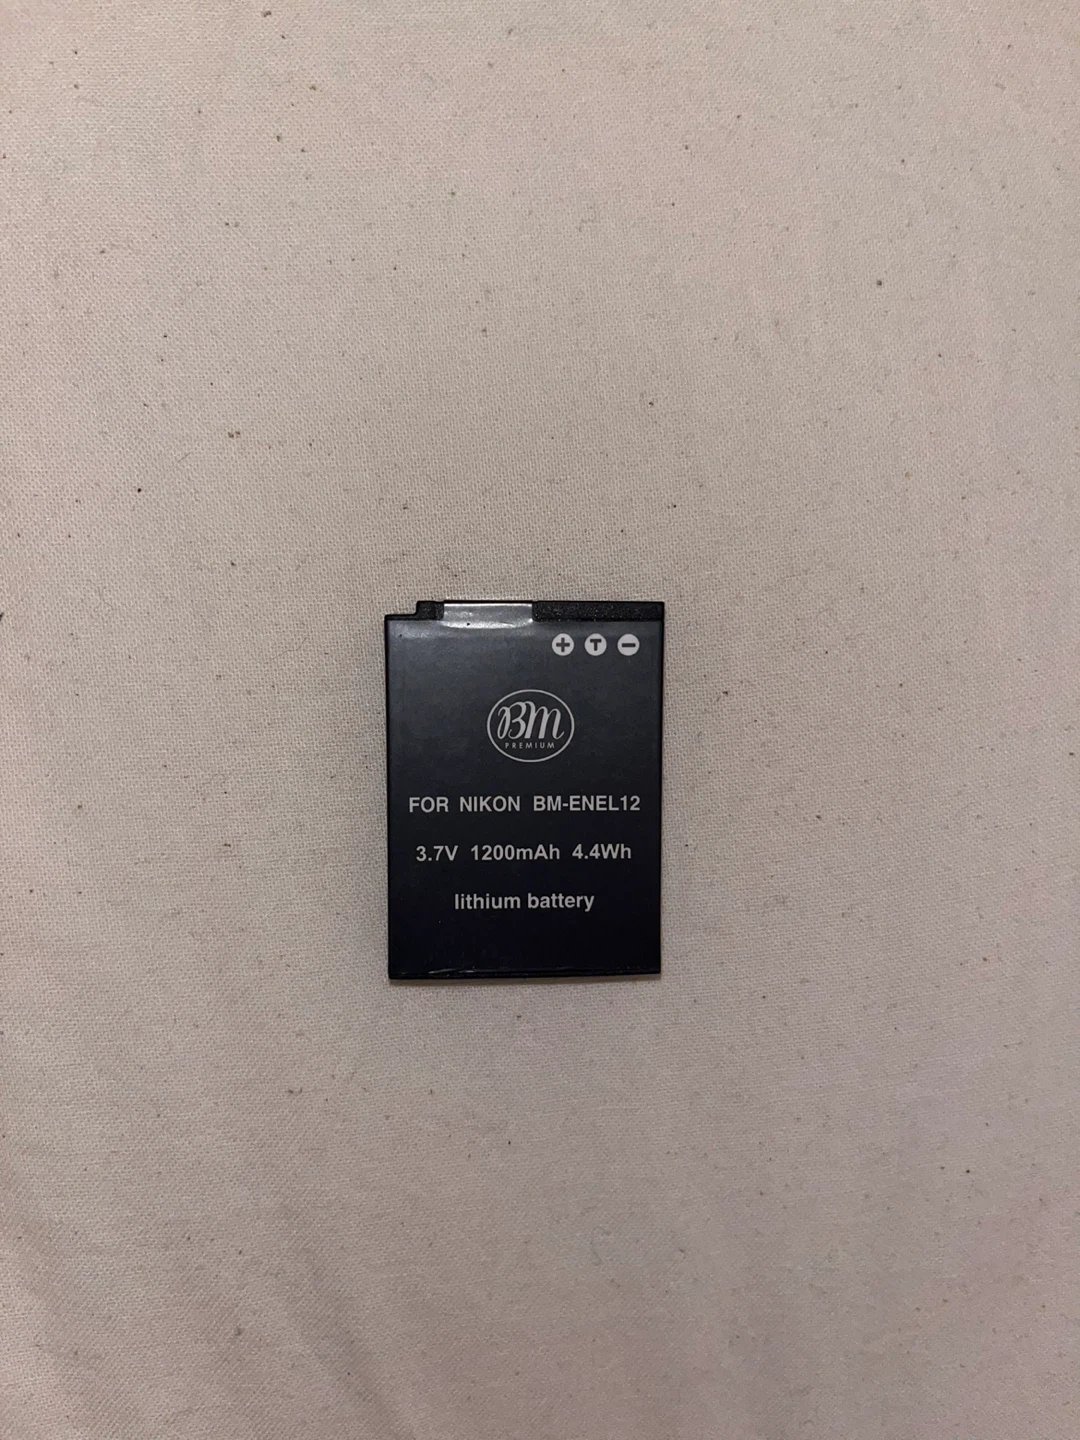 + T −
BM
PREMIUM
FOR NIKON BM-ENEL12
3.7V 1200mAh 4.4Wh
lithium battery